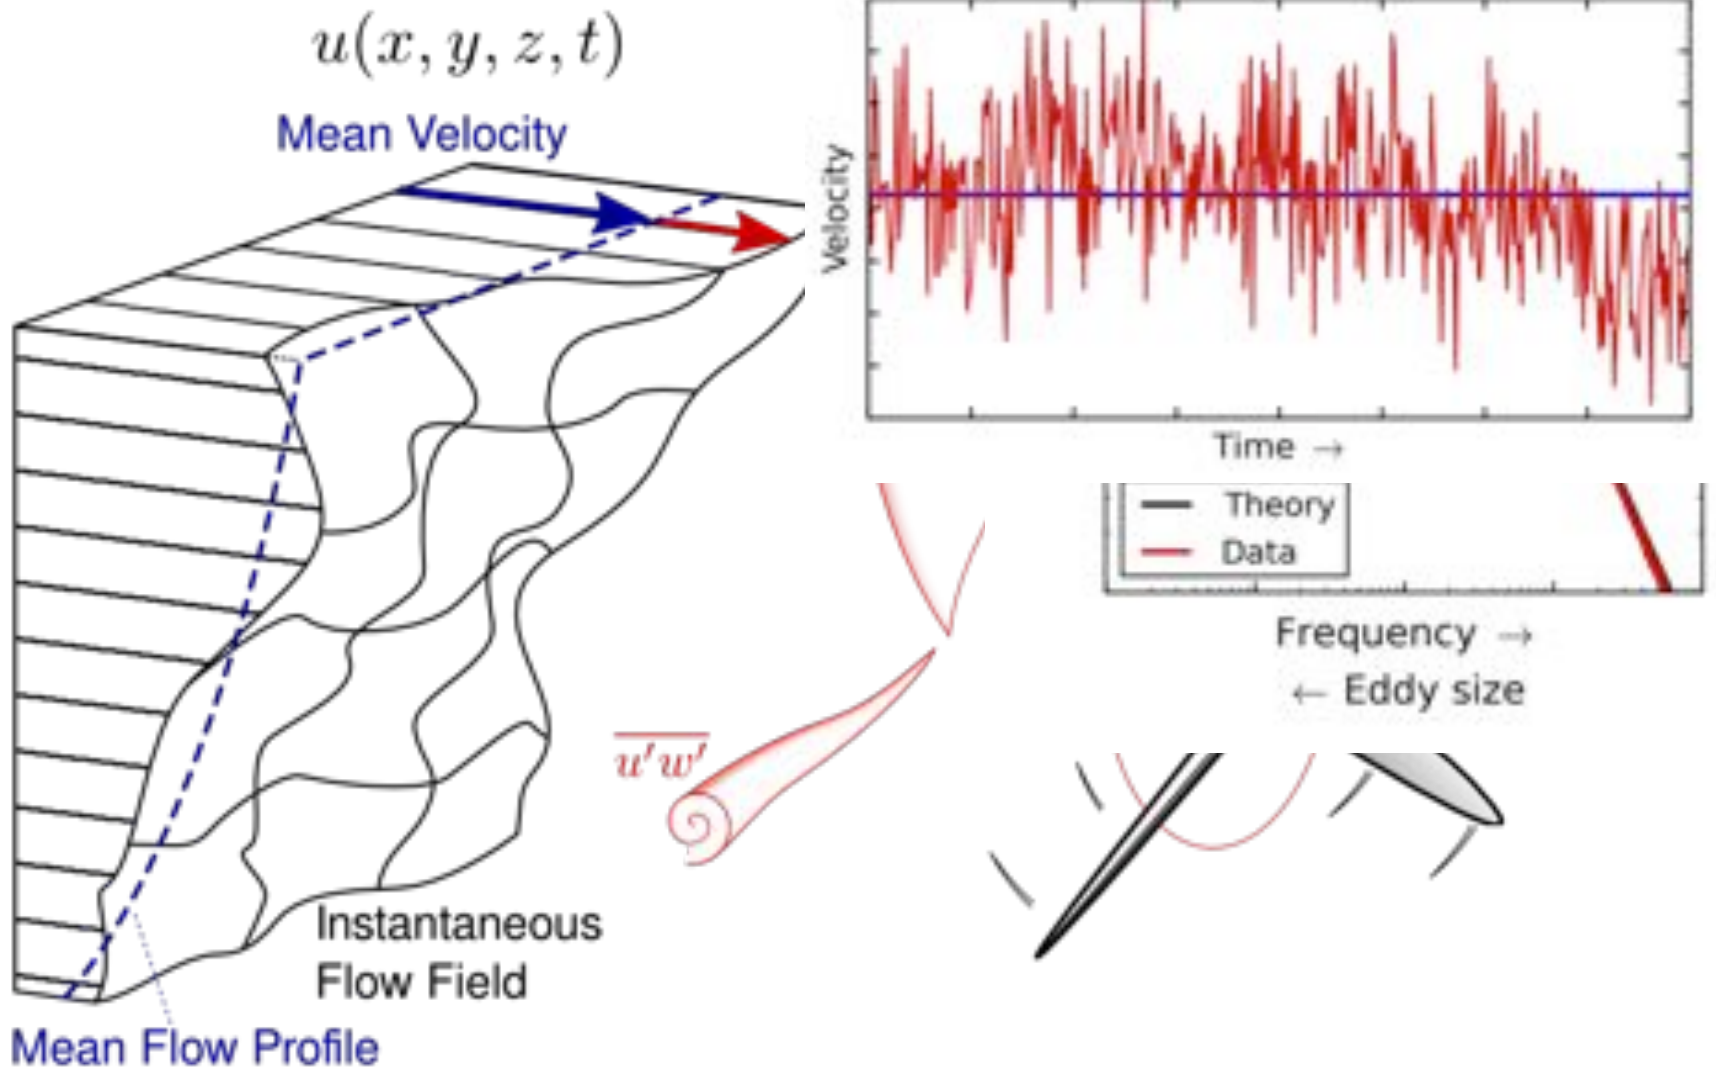 u(x, y, z, t)
Mean Velocity
Velocity
Time →
Theory
Data
Frequency →
← Eddy size
u′w′
Instantaneous
Flow Field
Mean Flow Profile